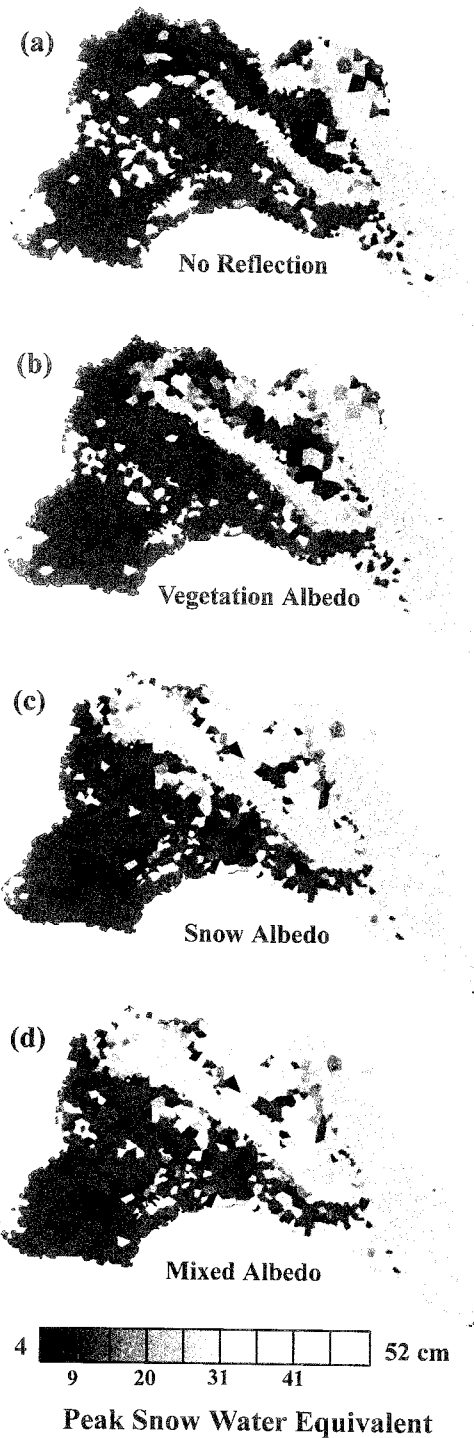 (a)
No Reflection
(b)
Vegetation Albedo
(c)
Snow Albedo
(d)
Mixed Albedo
4 52 cm
9 20 31 41
Peak Snow Water Equivalent